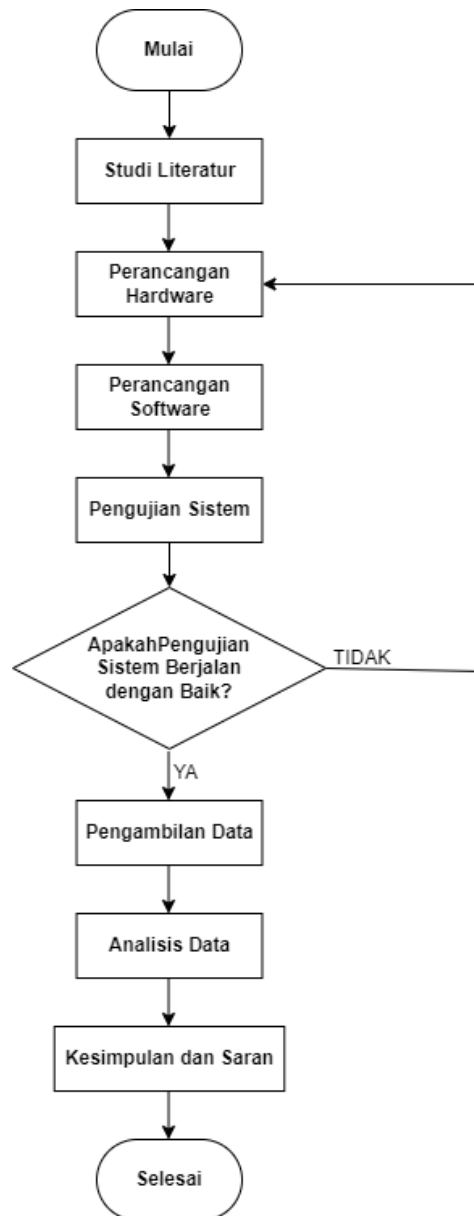 Mulai
Studi Literatur
Perancangan
Hardware
Perancangan
Software
Pengujian Sistem
ApakahPengujian
Sistem Berjalan
dengan Baik?
TIDAK
YA
Pengambilan Data
Analisis Data
Kesimpulan dan Saran
Selesai